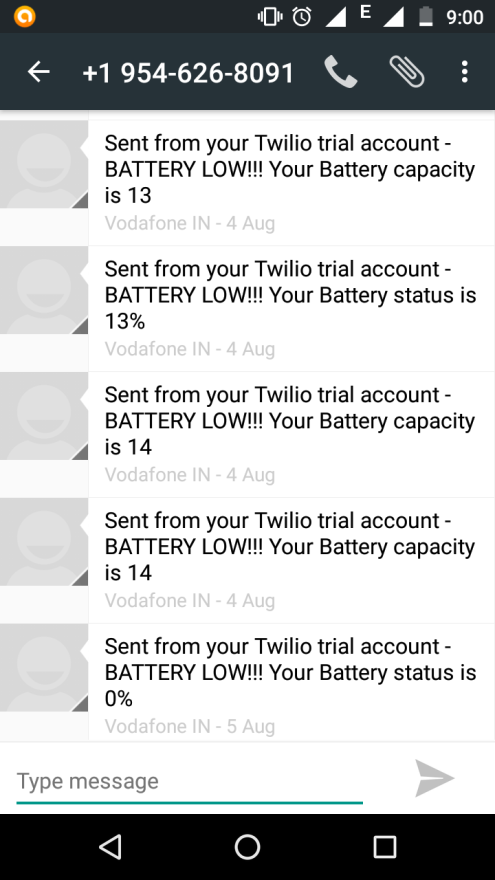 E 9:00
+1 954-626-8091
Sent from your Twilio trial account -
BATTERY LOW!!! Your Battery capacity
is 13
Vodafone IN - 4 Aug
Sent from your Twilio trial account -
BATTERY LOW!!! Your Battery status is
13%
Vodafone IN - 4 Aug
Sent from your Twilio trial account -
BATTERY LOW!!! Your Battery capacity
is 14
Vodafone IN - 4 Aug
Sent from your Twilio trial account -
BATTERY LOW!!! Your Battery capacity
is 14
Vodafone IN - 4 Aug
Sent from your Twilio trial account -
BATTERY LOW!!! Your Battery status is
0%
Vodafone IN - 5 Aug
Type message